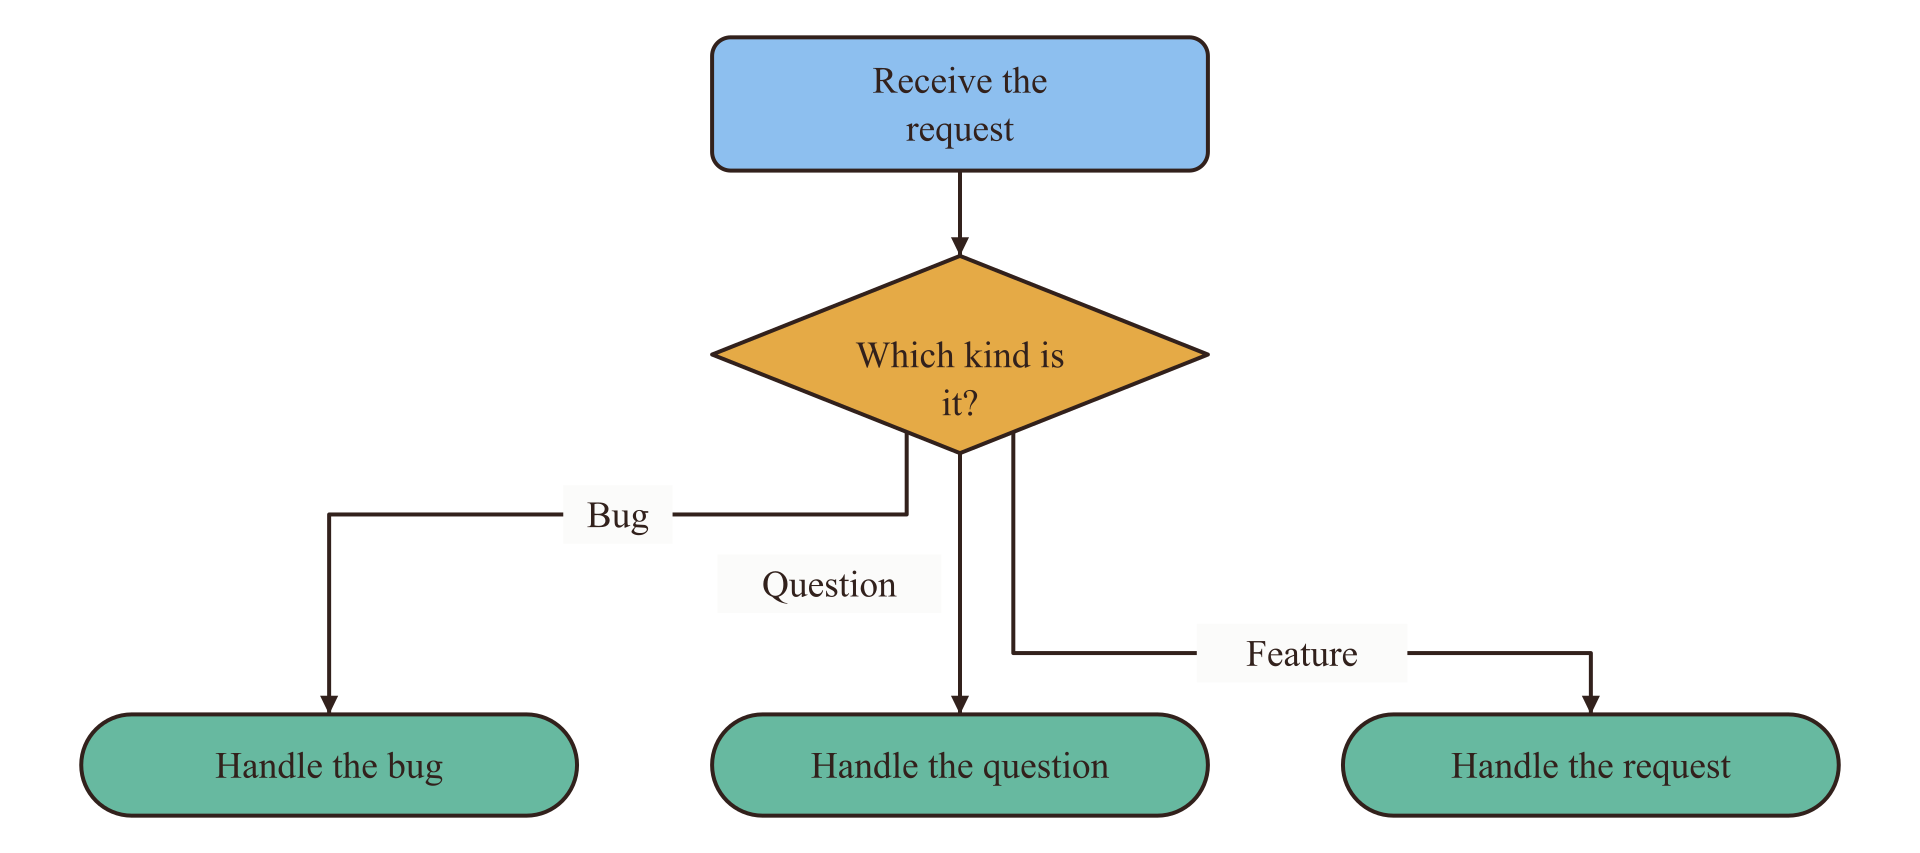 Receive the
request
Which kind is
it?
Bug
Question
Feature
Handle the bug
Handle the question
Handle the request